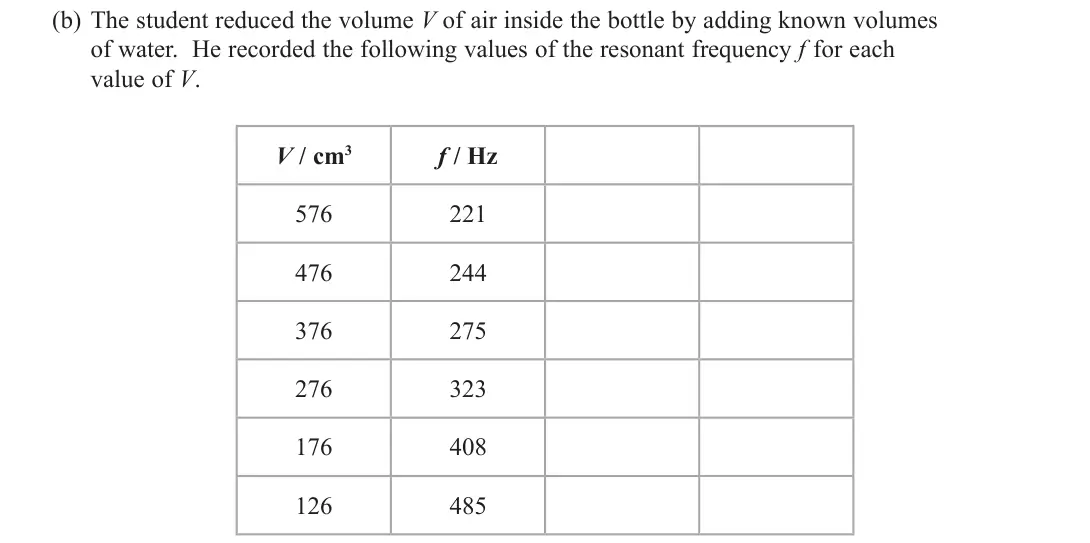 (b) The student reduced the volume V of air inside the bottle by adding known volumes
of water. He recorded the following values of the resonant frequency f for each
value of V.
V / cm³ f / Hz
576 221
476 244
376 275
276 323
176 408
126 485